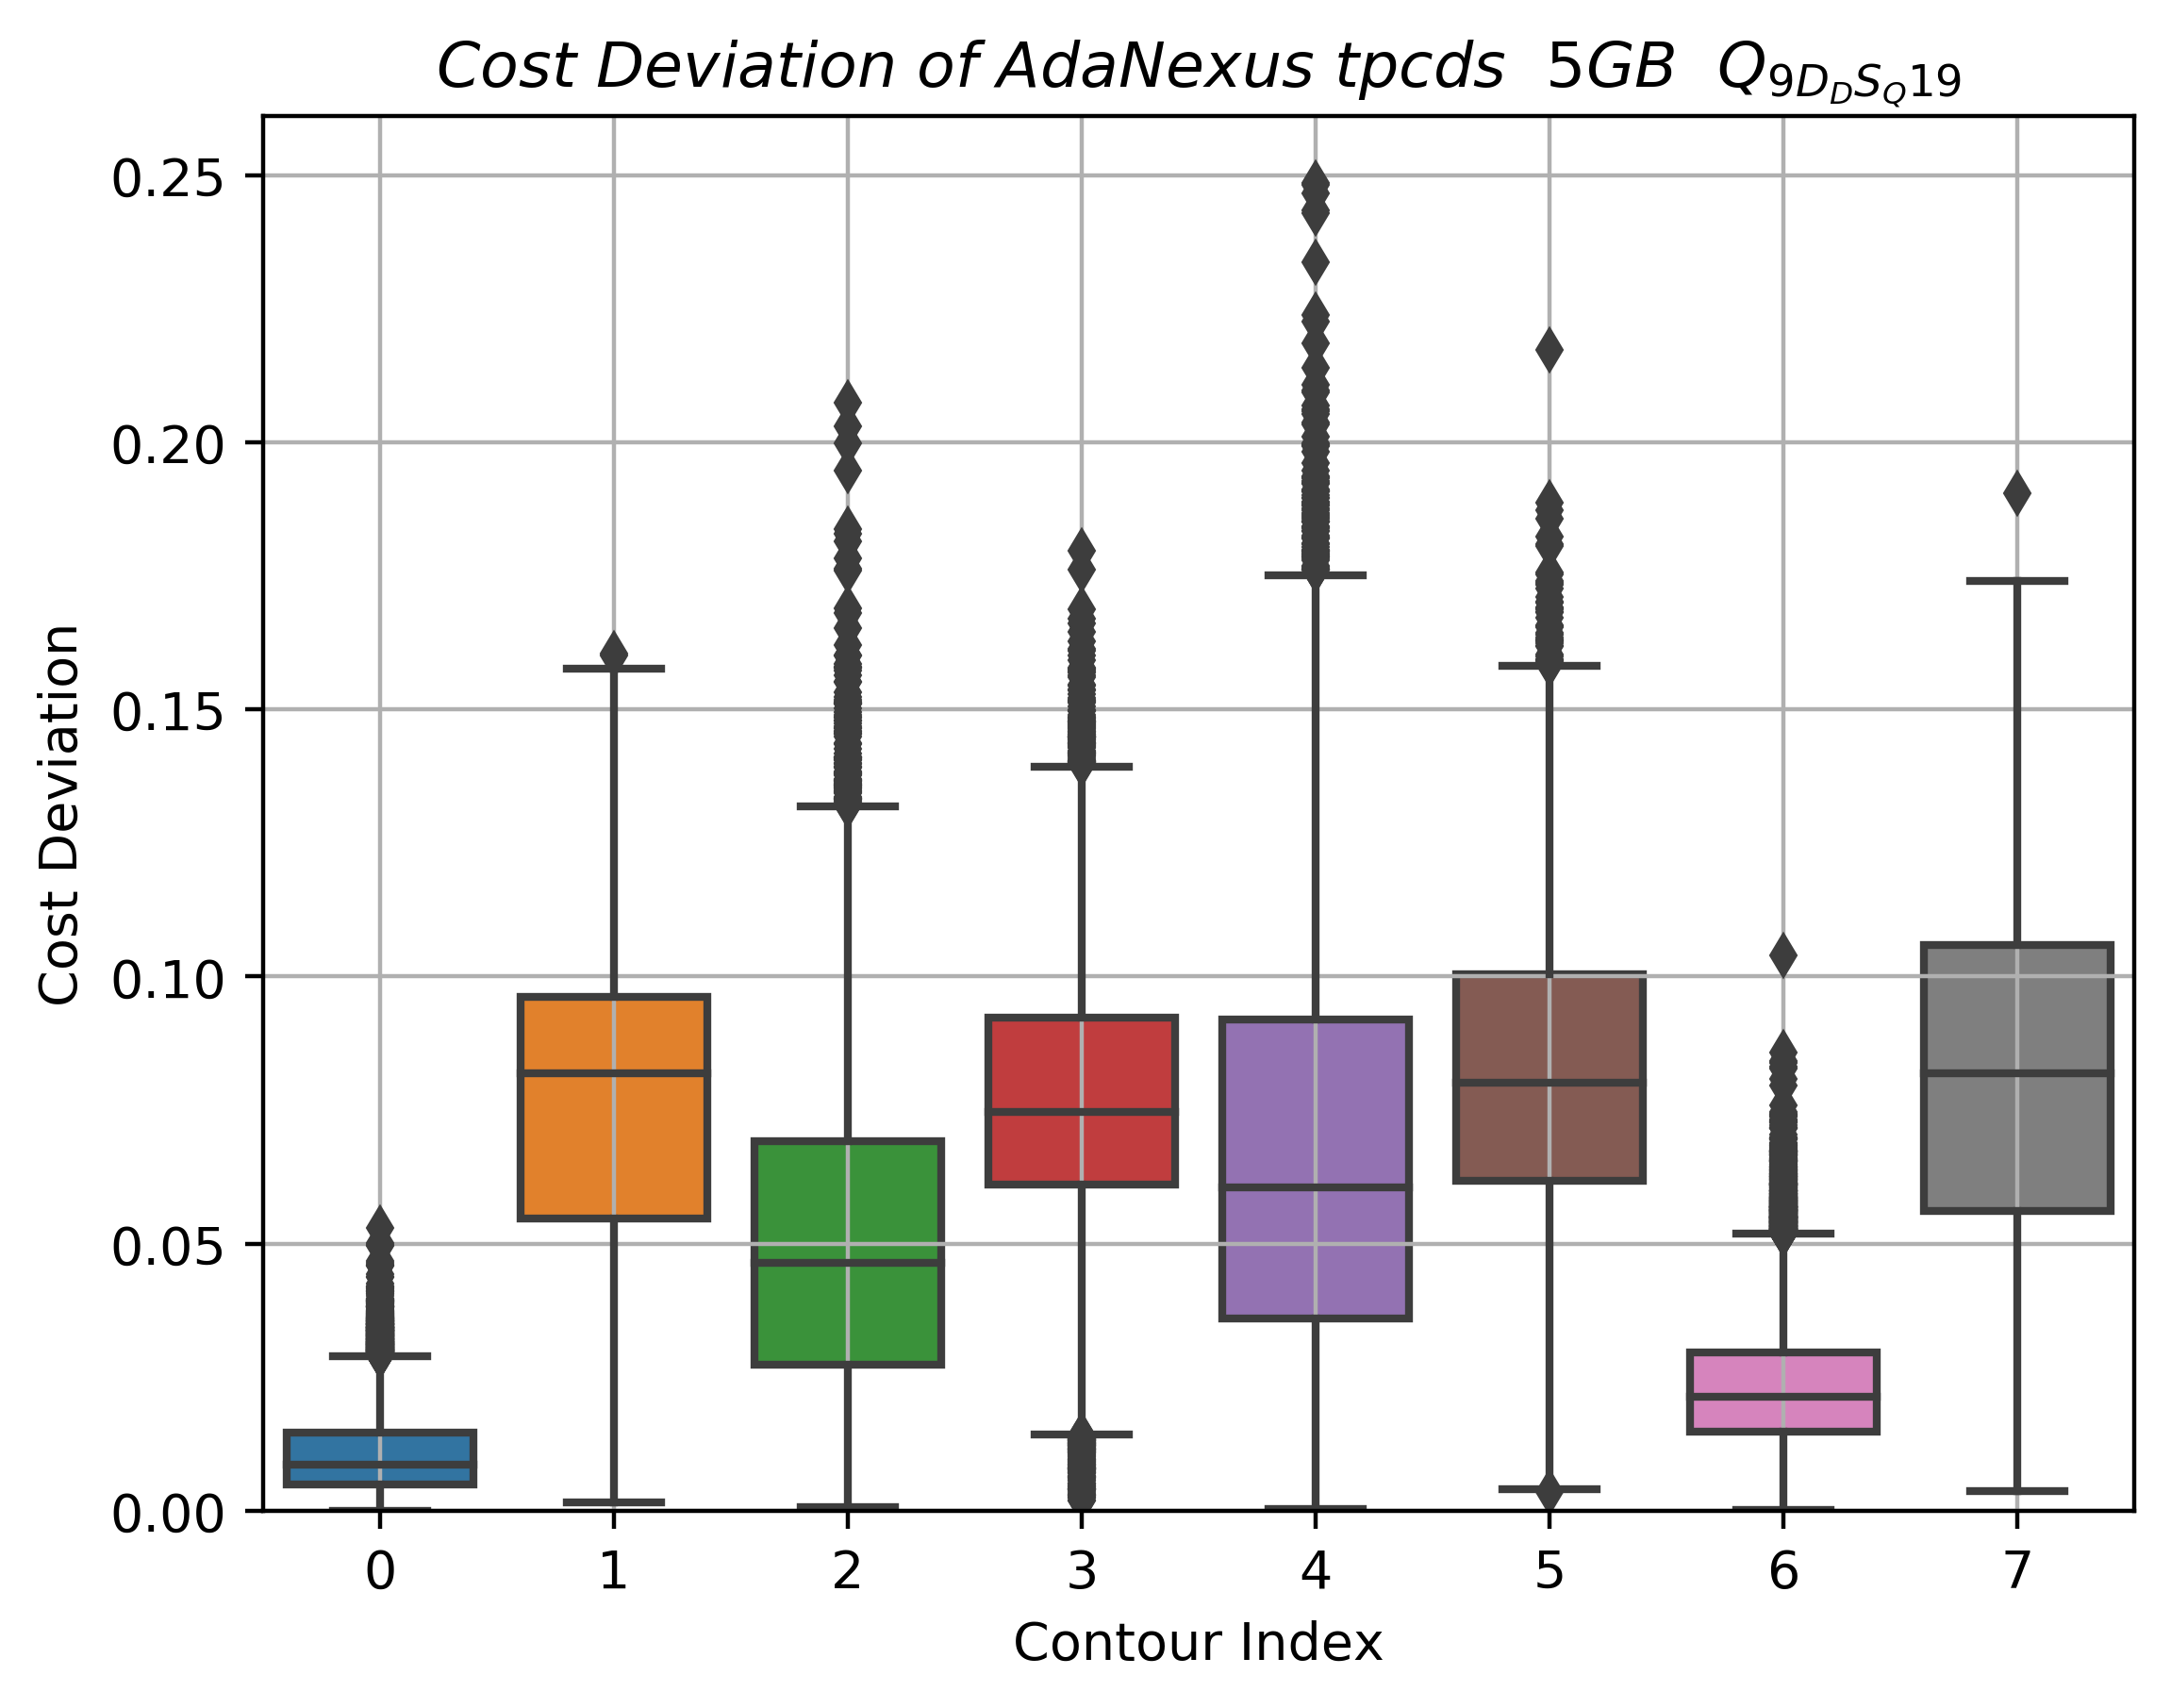 Cost Deviation of AdaNexus tpcds 5GB Q9DDSQ19
0.25
0.20
0.15
0.10
0.05
0.00
Cost Deviation
0 1 2 3 4 5 6 7
Contour Index